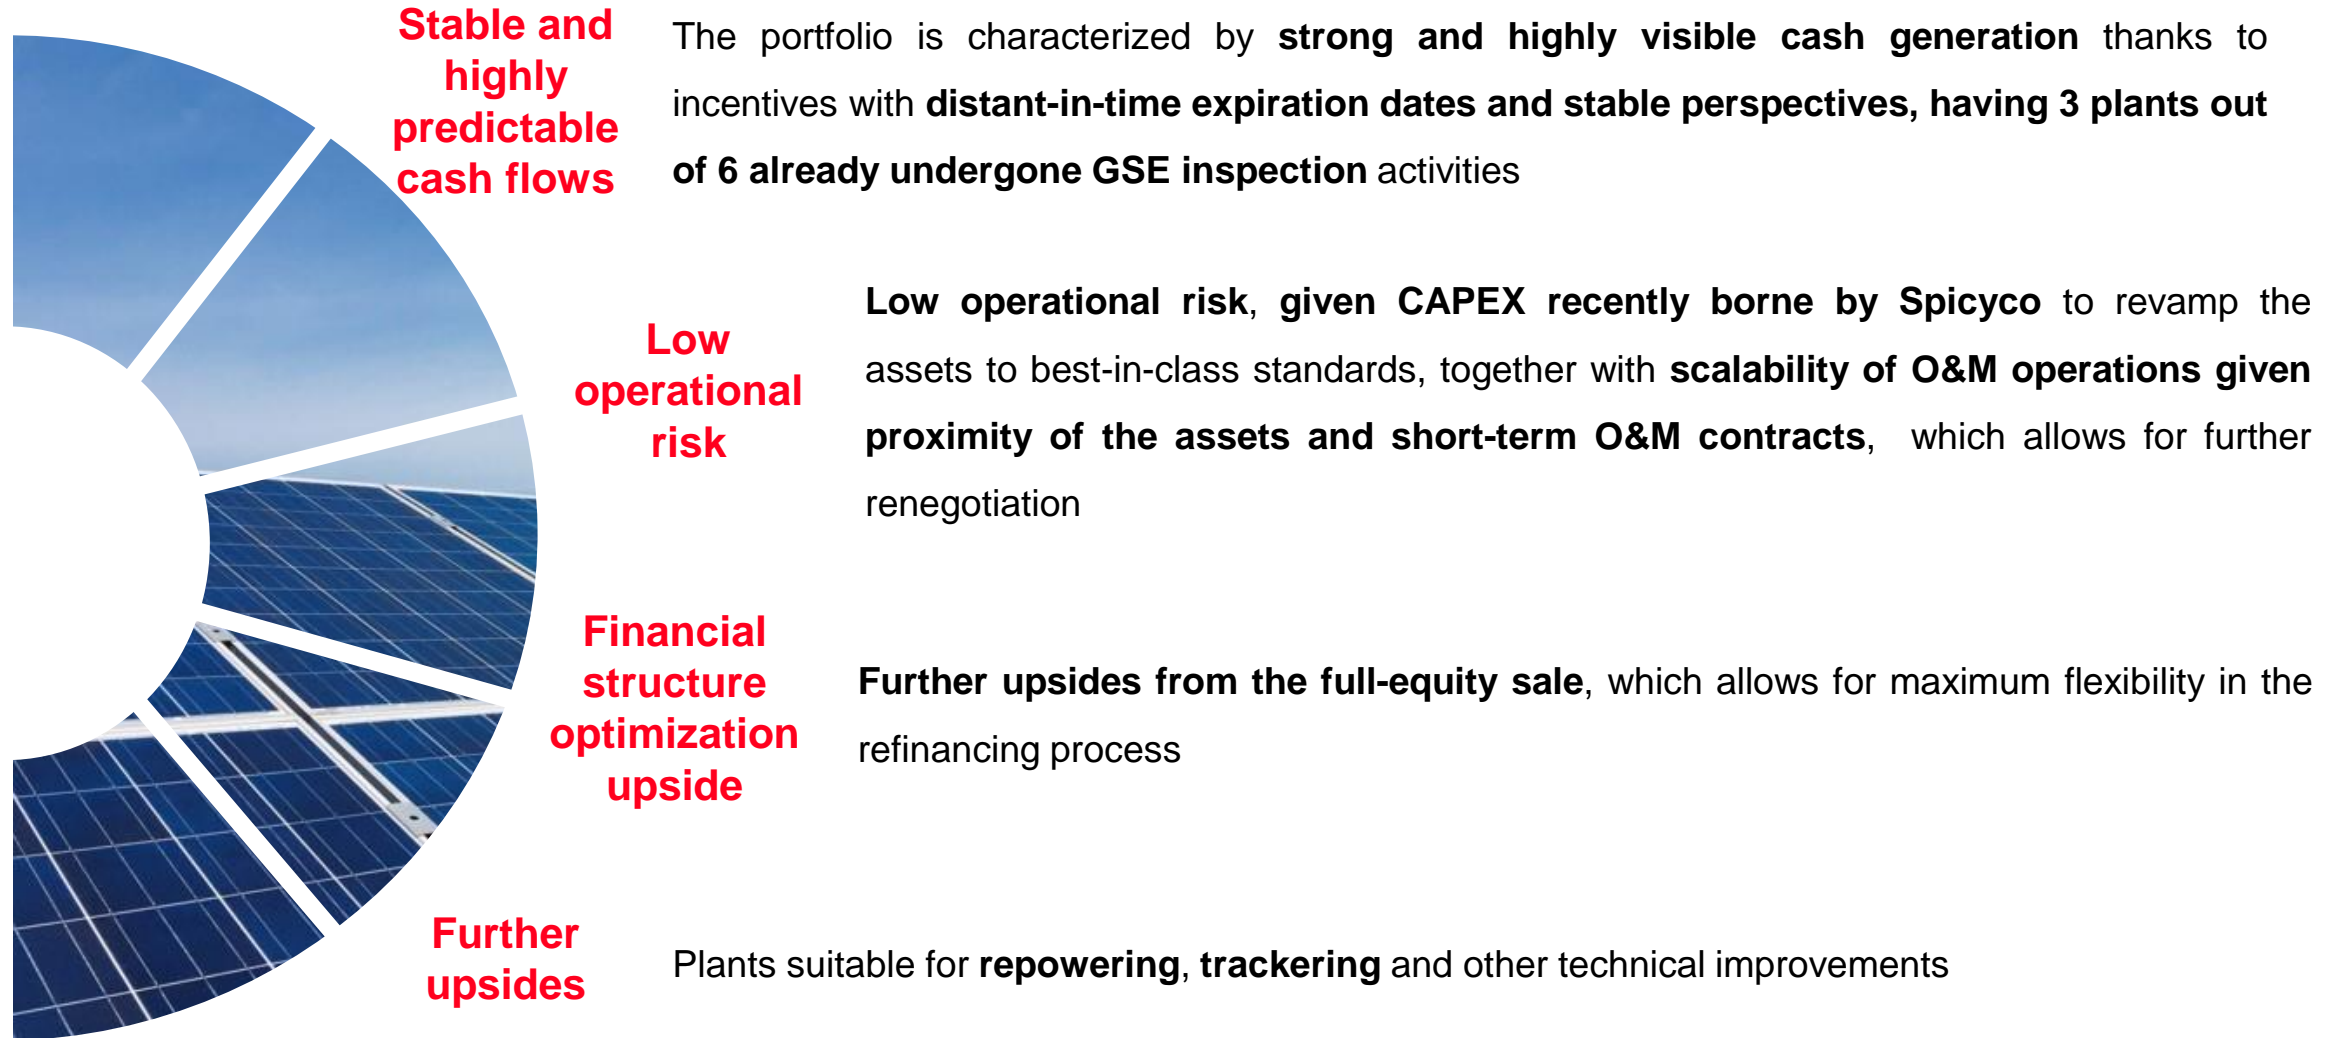 Stable and
highly
predictable
cash flows
The portfolio is characterized by strong and highly visible cash generation thanks to
incentives with distant-in-time expiration dates and stable perspectives, having 3 plants out
of 6 already undergone GSE inspection activities
Low
operational
risk
Low operational risk, given CAPEX recently borne by Spicyco to revamp the
assets to best-in-class standards, together with scalability of O&M operations given
proximity of the assets and short-term O&M contracts, which allows for further
renegotiation
Financial
structure
optimization
upside
Further upsides from the full-equity sale, which allows for maximum flexibility in the
refinancing process
Further
upsides
Plants suitable for repowering, trackering and other technical improvements